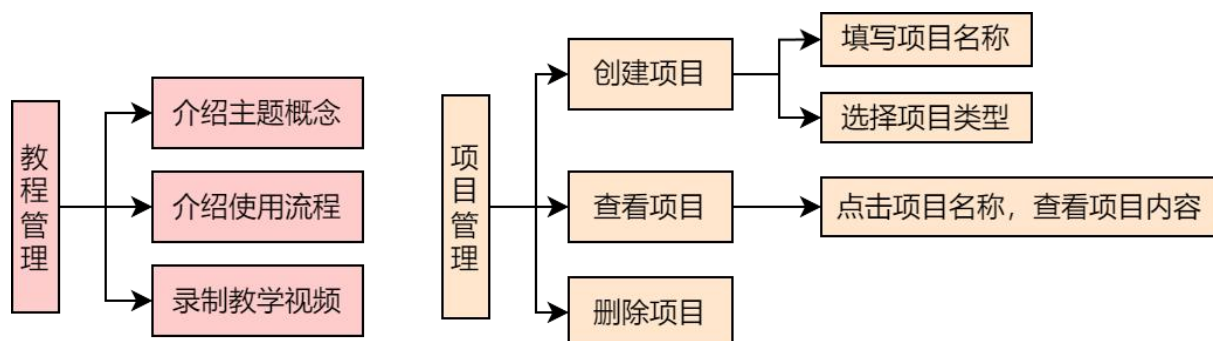 教程管理
介绍主题概念
介绍使用流程
录制教学视频
项目管理
创建项目
填写项目名称
选择项目类型
查看项目
点击项目名称，查看项目内容
删除项目